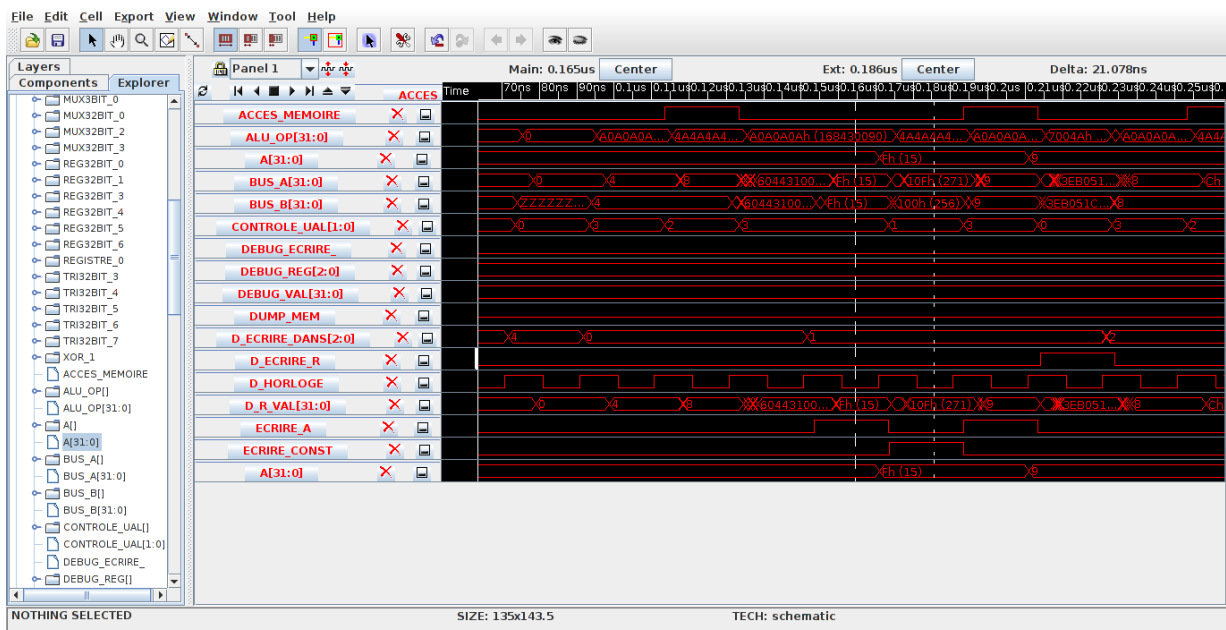 File Edit Cell Export View Window Tool Help
Layers
Components Explorer
MUX3BIT_0
MUX32BIT_0
MUX32BIT_2
MUX32BIT_3
REG32BIT_0
REG32BIT_1
REG32BIT_3
REG32BIT_4
REG32BIT_5
REG32BIT_6
REGISTRE_0
TRI32BIT_3
TRI32BIT_4
TRI32BIT_5
TRI32BIT_6
TRI32BIT_7
XOR_1
ACCES_MEMOIRE
ALU_OP[]
ALU_OP[31:0]
A[]
A[31:0]
BUS_A[]
BUS_A[31:0]
BUS_B[]
BUS_B[31:0]
CONTROLE_UAL[]
CONTROLE_UAL[1:0]
DEBUG_ECRIRE_
DEBUG_REG[]
Panel 1 Main: 0.165us Center Ext: 0.186us Center Delta: 21.078ns
ACCES Time 70ns 80ns 90ns 0.1us 0.11us 0.12us 0.13us 0.14us 0.15us 0.16us 0.17us 0.18us 0.19us 0.2us 0.21us 0.22us 0.23us 0.24us 0.25us
ACCES_MEMOIRE
ALU_OP[31:0] 0 A0A0A0A... 4A4A4A4... A0A0A0Ah (168430090) 4A4A4A4... A0A0A0A... 7004Ah ... A0A0A0A... 4A4A
A[31:0] Fh (15) 9
BUS_A[31:0] 0 4 8 60443100... Fh (15) 10Fh (271) 9 3EB051... 8 Ch
BUS_B[31:0] ZZZZZZ... 4 60443100... Fh (15) 100h (256) 9 3EB051C... 8
CONTROLE_UAL[1:0] 0 3 2 3 1 3 0 3 2
DEBUG_ECRIRE_
DEBUG_REG[2:0]
DEBUG_VAL[31:0]
DUMP_MEM
D_ECRIRE_DANS[2:0] 4 0 1 2
D_ECRIRE_R
D_HORLOGE
D_R_VAL[31:0] 0 4 8 60443100... Fh (15) 10Fh (271) 9 3EB051... 8 Ch
ECRIRE_A
ECRIRE_CONST
A[31:0] Fh (15) 9
NOTHING SELECTED SIZE: 135x143.5 TECH: schematic